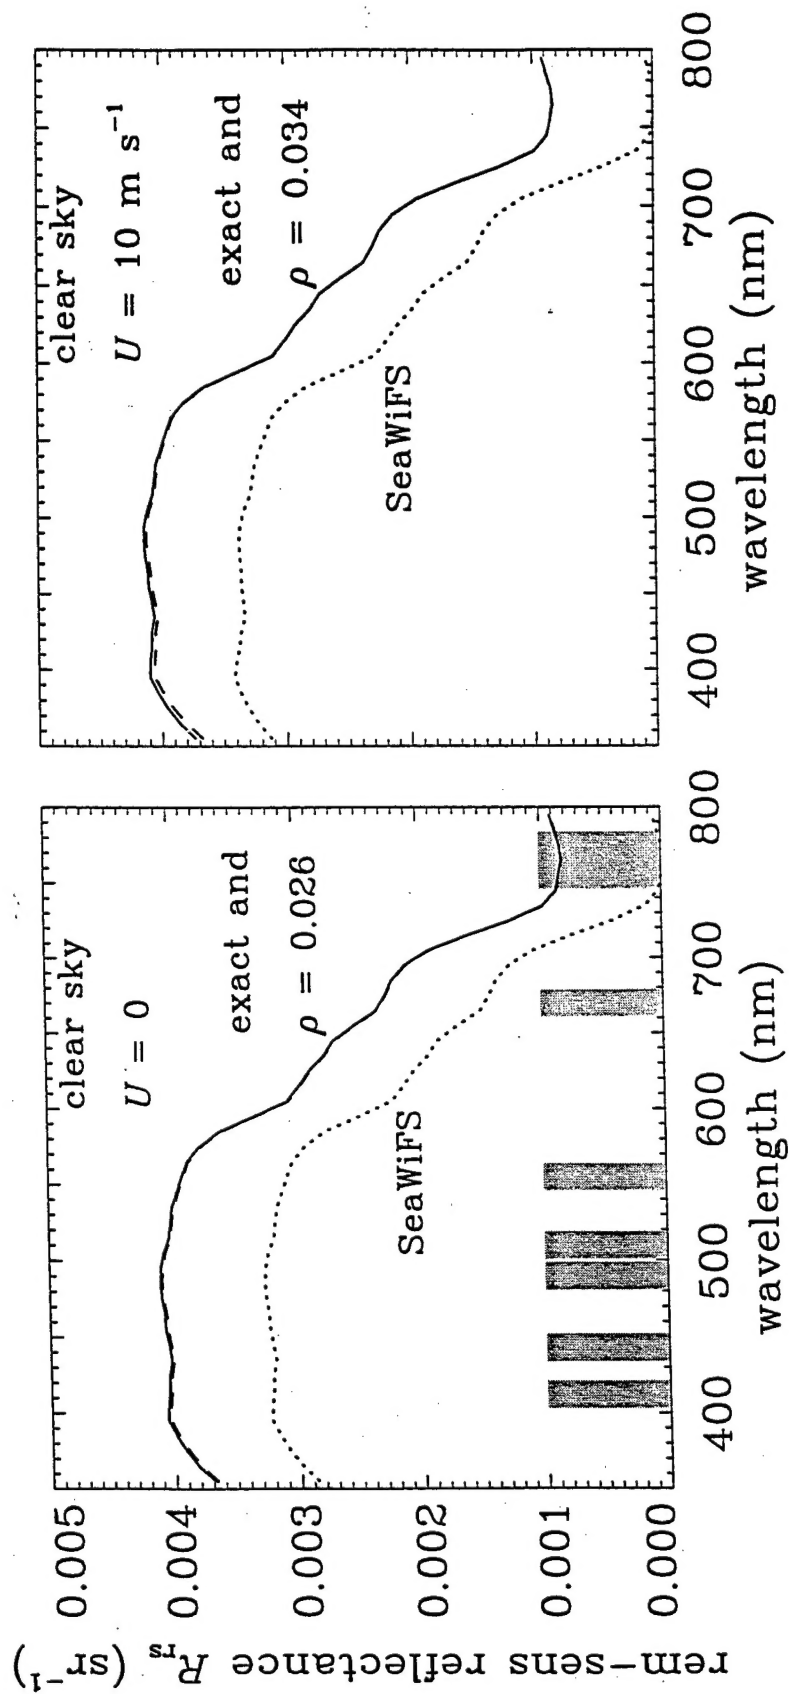 rem-sens reflectance Rrs (sr⁻¹)
0.005
0.004
0.003
0.002
0.001
0.000
clear sky
U = 0
exact and
ρ = 0.026
SeaWiFS
400 500 600 700 800
wavelength (nm)
clear sky
U = 10 m s⁻¹
exact and
ρ = 0.034
SeaWiFS
400 500 600 700 800
wavelength (nm)